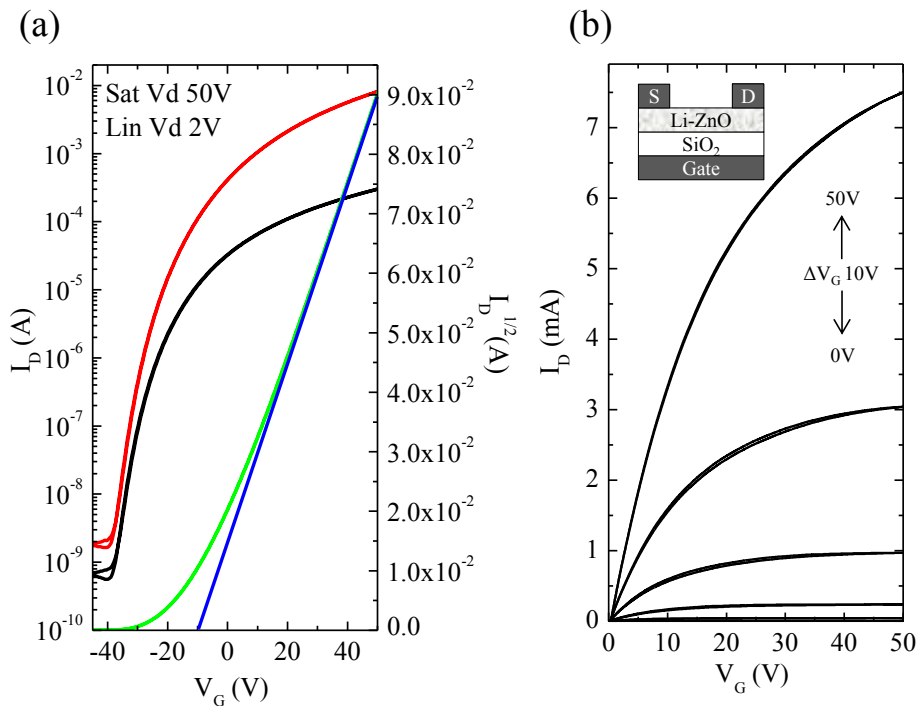 (a)
Sat Vd 50V
Lin Vd 2V
10⁻²
10⁻³
10⁻⁴
10⁻⁵
10⁻⁶
10⁻⁷
10⁻⁸
10⁻⁹
10⁻¹⁰
I_D (A)
9.0x10⁻²
7.0x10⁻²
7.0x10⁻²
6.0x10⁻²
5.0x10⁻²
4.0x10⁻²
3.0x10⁻²
2.0x10⁻²
9.0x10⁻²
0.0
I_D^1/2 (A)
-40 -20 0 20 40
V_G (V)
(b)
7
6
5
4
3
2
1
0
I_D (mA)
S D
Li-ZnO
SiO₂
Gate
50V
ΔV_G 10V
0V
0 10 20 30 40 50
V_G (V)